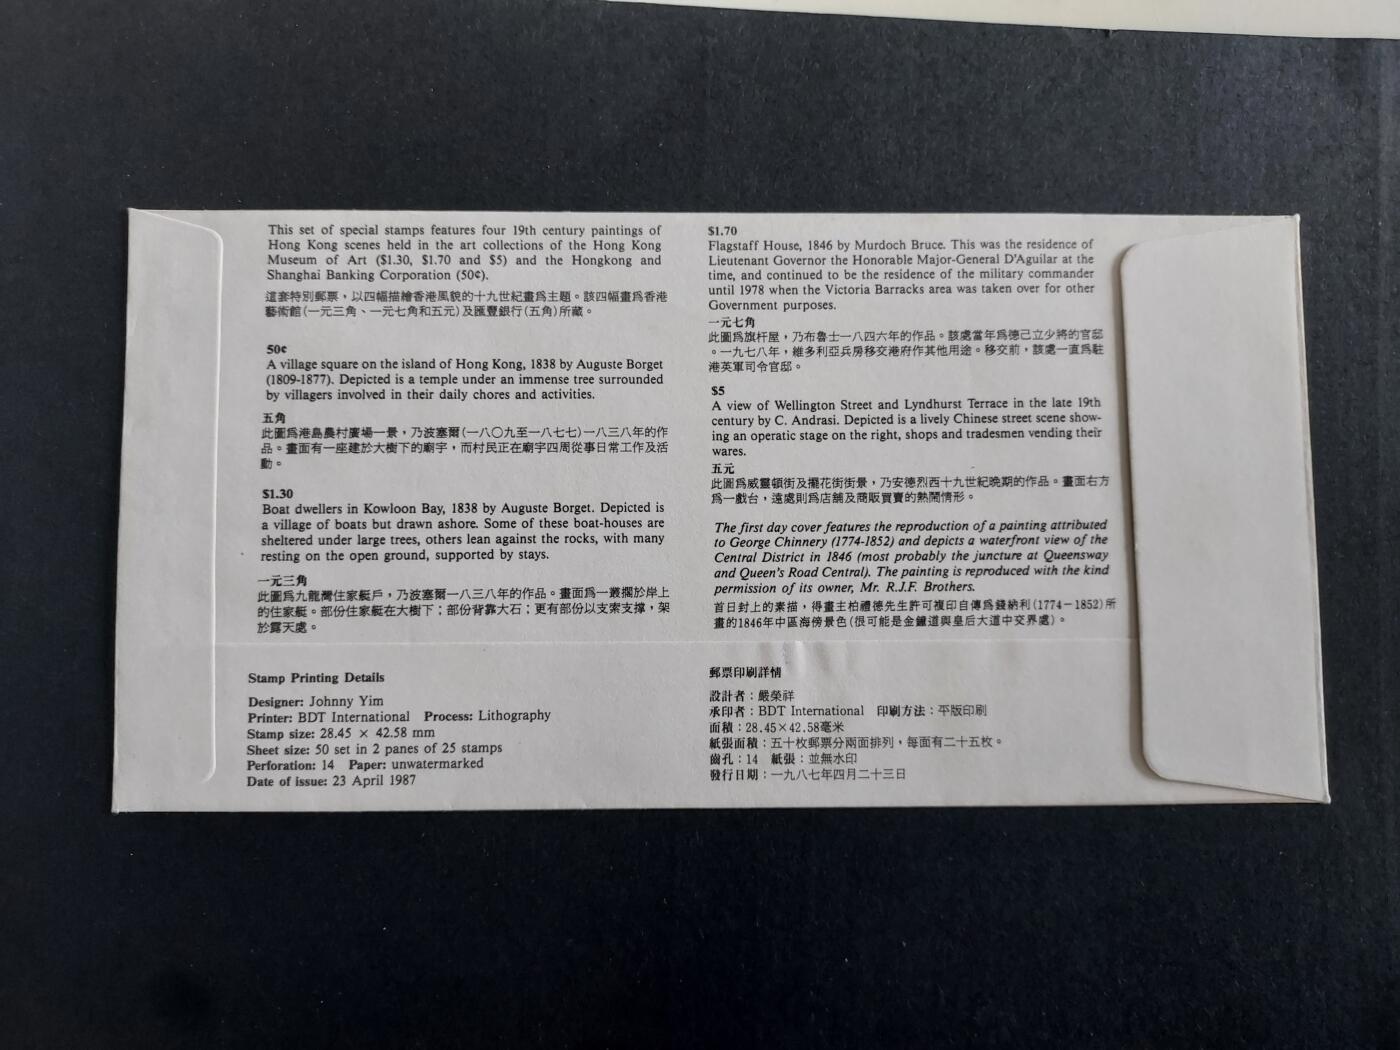 This set of special stamps features four 19th century paintings of
Hong Kong scenes held in the art collections of the Hong Kong
Museum of Art ($1.30, $1.70 and $5) and the Hongkong and
Shanghai Banking Corporation (50¢).
這套特別郵票，以四幅描繪香港風貌的十九世紀畫爲主題。該四幅畫爲香港
藝術館(一元三角、一元七角和五元)及匯豐銀行(五角)所藏。
50¢
A village square on the island of Hong Kong, 1838 by Auguste Borget
(1809-1877). Depicted is a temple under an immense tree surrounded
by villagers involved in their daily chores and activities.
五角
此圖爲港島農村廣場一景，乃波塞爾(一八〇九至一八七七)一八三八年的作
品。畫面有一座建於大樹下的廟宇，而村民正在廟宇四周從事日常工作及活
動。
$1.30
Boat dwellers in Kowloon Bay, 1838 by Auguste Borget. Depicted is
a village of boats but drawn ashore. Some of these boat-houses are
sheltered under large trees, others lean against the rocks, with many
resting on the open ground, supported by stays.
一元三角
此圖爲九龍灣住家艇戶，乃波塞爾一八三八年的作品。畫面爲一叢擱於岸上
的住家艇。部份住家艇在大樹下；部份背靠大石；更有部份以支索支撐，架
於露天處。
$1.70
Flagstaff House, 1846 by Murdoch Bruce. This was the residence of
Lieutenant Governor the Honorable Major-General D'Aguilar at the
time, and continued to be the residence of the military commander
until 1978 when the Victoria Barracks area was taken over for other
Government purposes.
一元七角
此圖爲旗杆屋，乃布魯士一八四六年的作品。該處當年爲德己立少將的官邸
。一九七八年，維多利亞兵房移交港府作其他用途。移交前，該處一直爲駐
港英軍司令官邸。
$5
A view of Wellington Street and Lyndhurst Terrace in the late 19th
century by C. Andrasi. Depicted is a lively Chinese street scene show-
ing an operatic stage on the right, shops and tradesmen vending their
wares.
五元
此圖爲威靈頓街及擺花街街景，乃安德烈西十九世紀晚期的作品。畫面右方
爲一戲台，遠處則爲店舖及商販買賣的熱鬧情形。
The first day cover features the reproduction of a painting attributed
to George Chinnery (1774-1852) and depicts a waterfront view of the
Central District in 1846 (most probably the juncture at Queensway
and Queen's Road Central). The painting is reproduced with the kind
permission of its owner, Mr. R.J.F. Brothers.
首日封上的素描，得畫主柏禮德先生許可複印自傳爲錢納利(1774－1852)所
畫的1846年中區海傍景色(很可能是金鐘道與皇后大道中交界處)。
Stamp Printing Details
Designer: Johnny Yim
Printer: BDT International Process: Lithography
Stamp size: 28.45 × 42.58 mm
Sheet size: 50 set in 2 panes of 25 stamps
Perforation: 14 Paper: unwatermarked
Date of issue: 23 April 1987
郵票印刷詳情
設計者：嚴榮祥
承印者：BDT International 印刷方法：平版印刷
面積：28.45×42.58毫米
紙張面積：五十枚郵票分兩面排列，每面有二十五枚。
齒孔：14 紙張：並無水印
發行日期：一九八七年四月二十三日